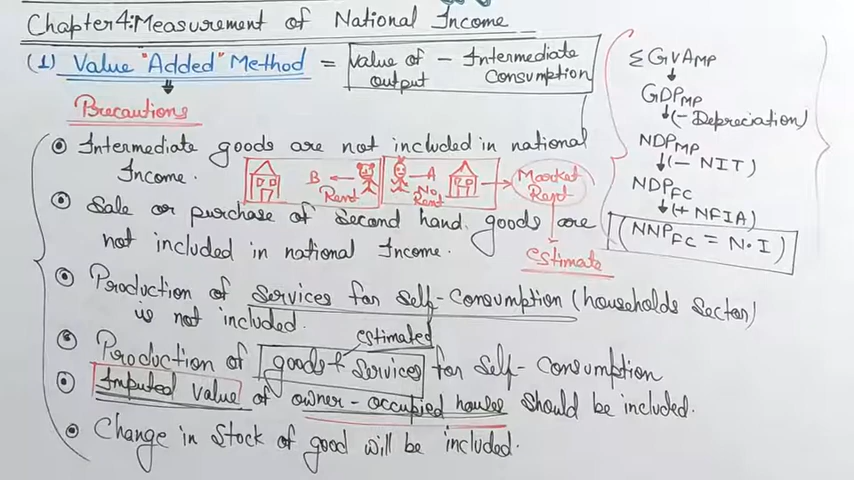 Chapter 4: Measurement of National Income
(1) Value "Added" Method = Value of output - Intermediate Consumption
Precautions
• Intermediate goods are not included in national
Income.
B ← Rent
A No Rent → Market Rent
estimate
• Sale or purchase of second hand goods are
not included in national Income.
• Production of services for self-Consumption (households sector)
is not included.
estimated
• Production of goods + services for self-Consumption
• Imputed value of owner-occupied house should be included.
• Change in stock of good will be included.
ΣGVAMP
↓
GDPMP
↓(- Depreciation)
NDPMP
↓(- NIT)
NDPFC
↓(+ NFIA)
(NNPFC = N.I)